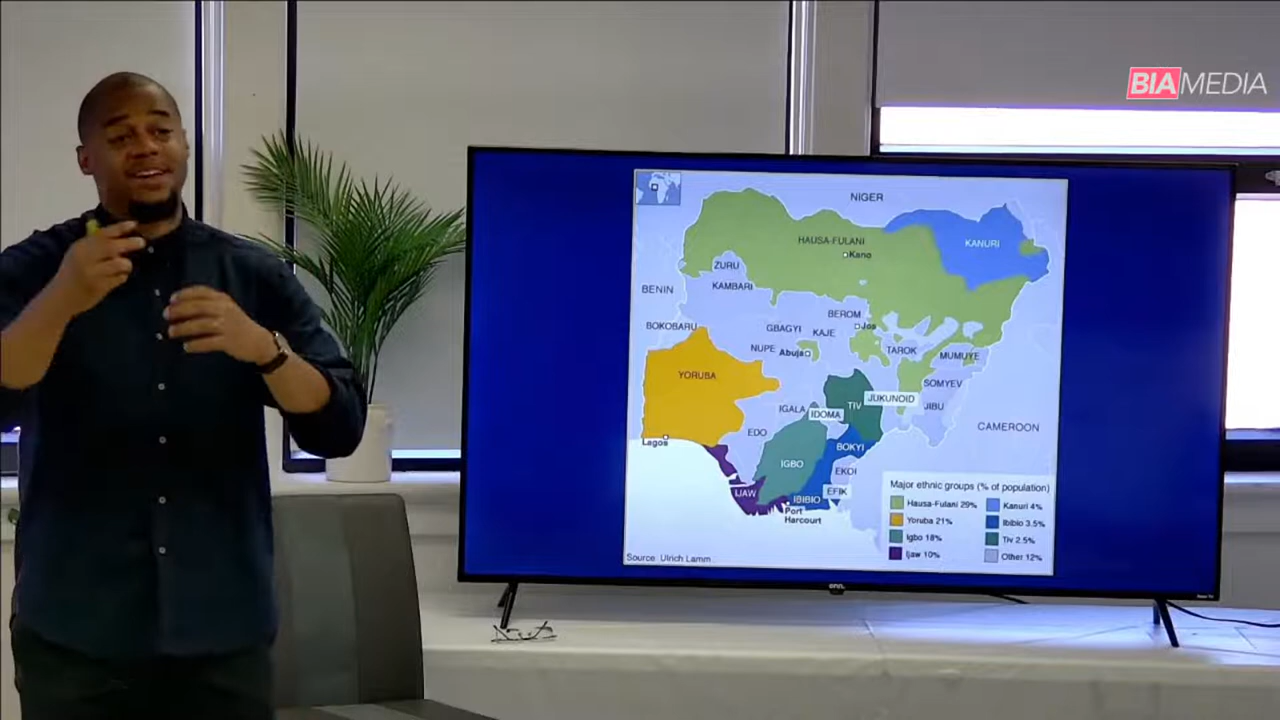 BIAMEDIA
NIGER
HAUSA-FULANI
KANURI
Kano
ZURU
KAMBARI
BENIN
BEROM
BOKOBARU
GBAGYI
KAJE
Jos
NUPE
Abuja
TAROK
MUMUYE
YORUBA
SOMYEV
TIV
JUKUNOID
JIBU
IGALA
IDOMA
CAMEROON
EDO
Lagos
BOKYI
IGBO
EKOI
IJAW
IBIBIO
EFIK
Port
Harcourt
Major ethnic groups (% of population)
Hausa-Fulani 29%
Kanuri 4%
Yoruba 21%
Ibibio 3.5%
Igbo 18%
Tiv 2.5%
Ijaw 10%
Other 12%
Source: Ulrich Lamm
onn.